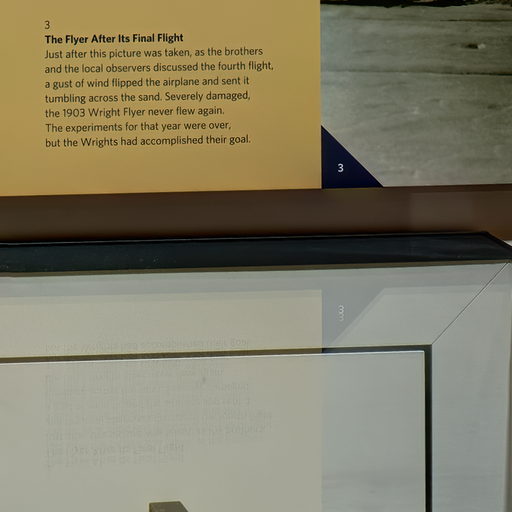 3
The Flyer After Its Final Flight
Just after this picture was taken, as the brothers
and the local observers discussed the fourth flight,
a gust of wind flipped the airplane and sent it
tumbling across the sand. Severely damaged,
the 1903 Wright Flyer never flew again.
The experiments for that year were over,
but the Wrights had accomplished their goal.
3